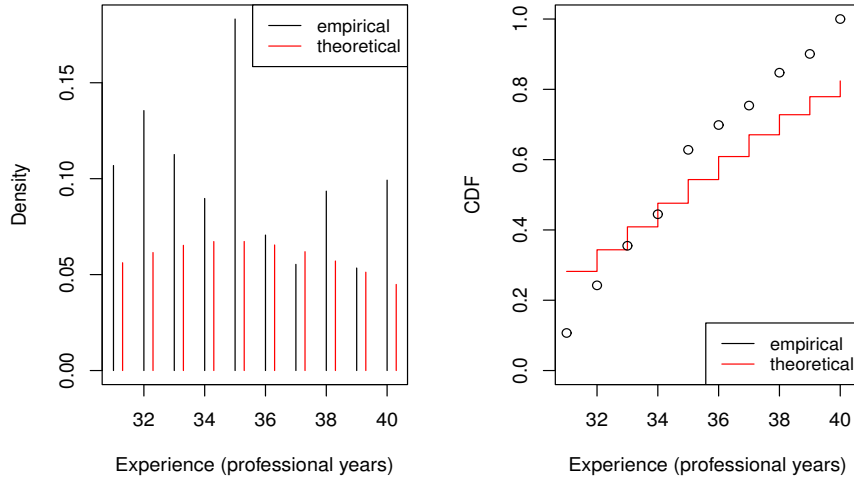 empirical
theoretical
Density
0.00
0.05
0.10
0.15
32
34
36
38
40
Experience (professional years)
CDF
0.0
0.2
0.4
0.6
0.8
1.0
empirical
theoretical
32
34
36
38
40
Experience (professional years)